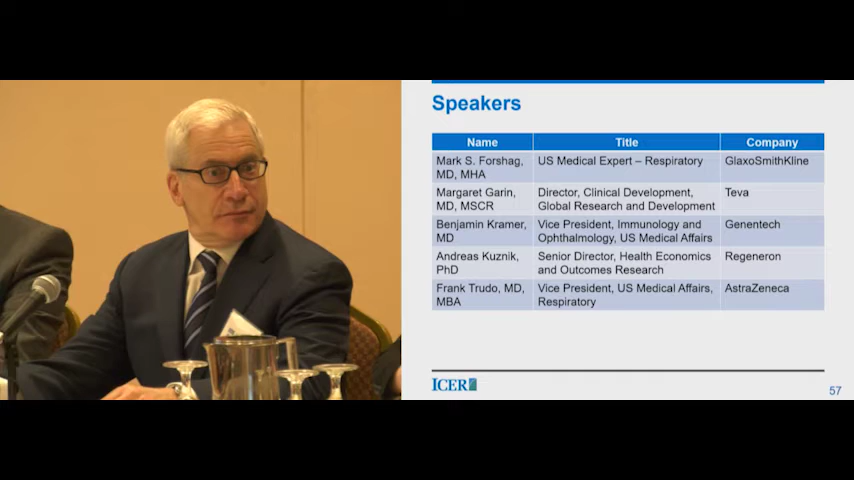 Speakers
Name Title Company
Mark S. Forshag, US Medical Expert – Respiratory GlaxoSmithKline
MD, MHA
Margaret Garin, Director, Clinical Development, Teva
MD, MSCR Global Research and Development
Benjamin Kramer, Vice President, Immunology and Genentech
MD Ophthalmology, US Medical Affairs
Andreas Kuznik, Senior Director, Health Economics Regeneron
PhD and Outcomes Research
Frank Trudo, MD, Vice President, US Medical Affairs, AstraZeneca
MBA Respiratory
ICER
57